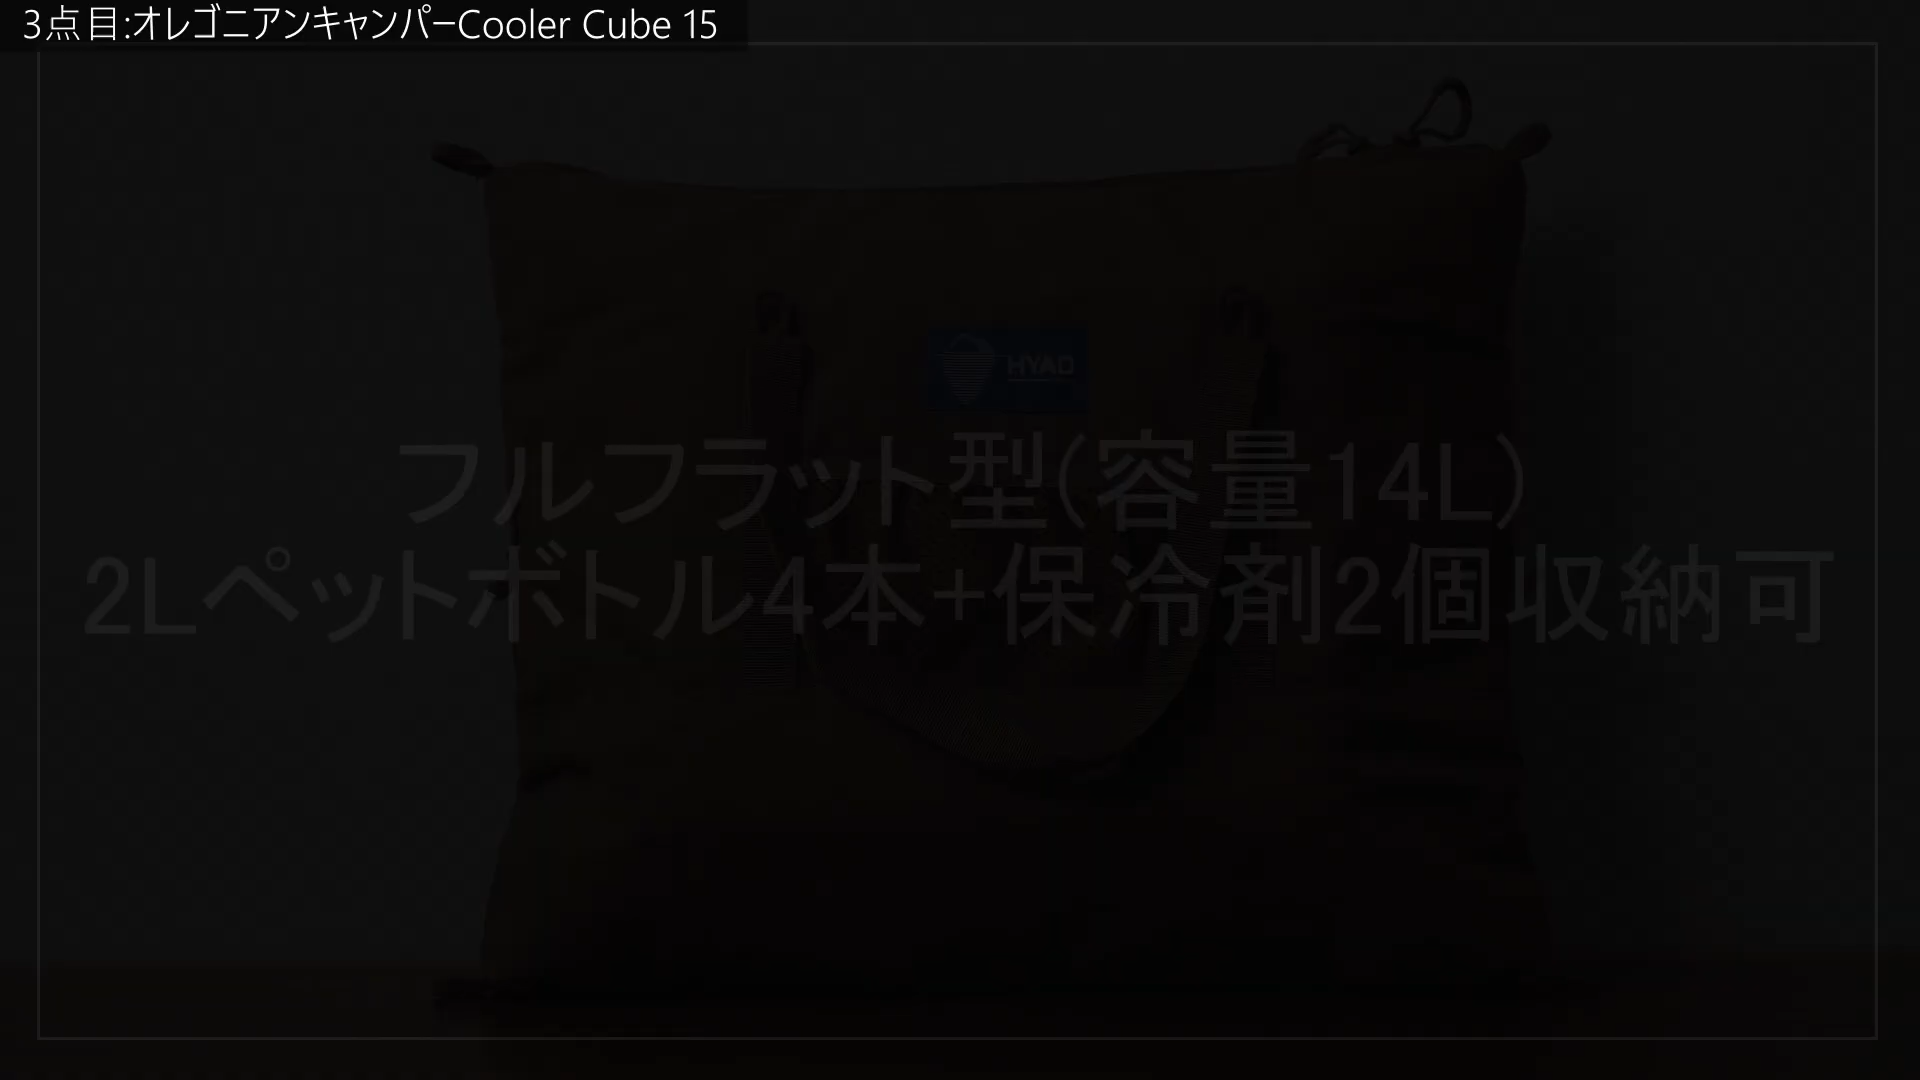 3点目:オレゴニアンキャンパーCooler Cube 15
HYAD
フルフラット型(容量14L)
2Lペットボトル4本+保冷剤2個収納可